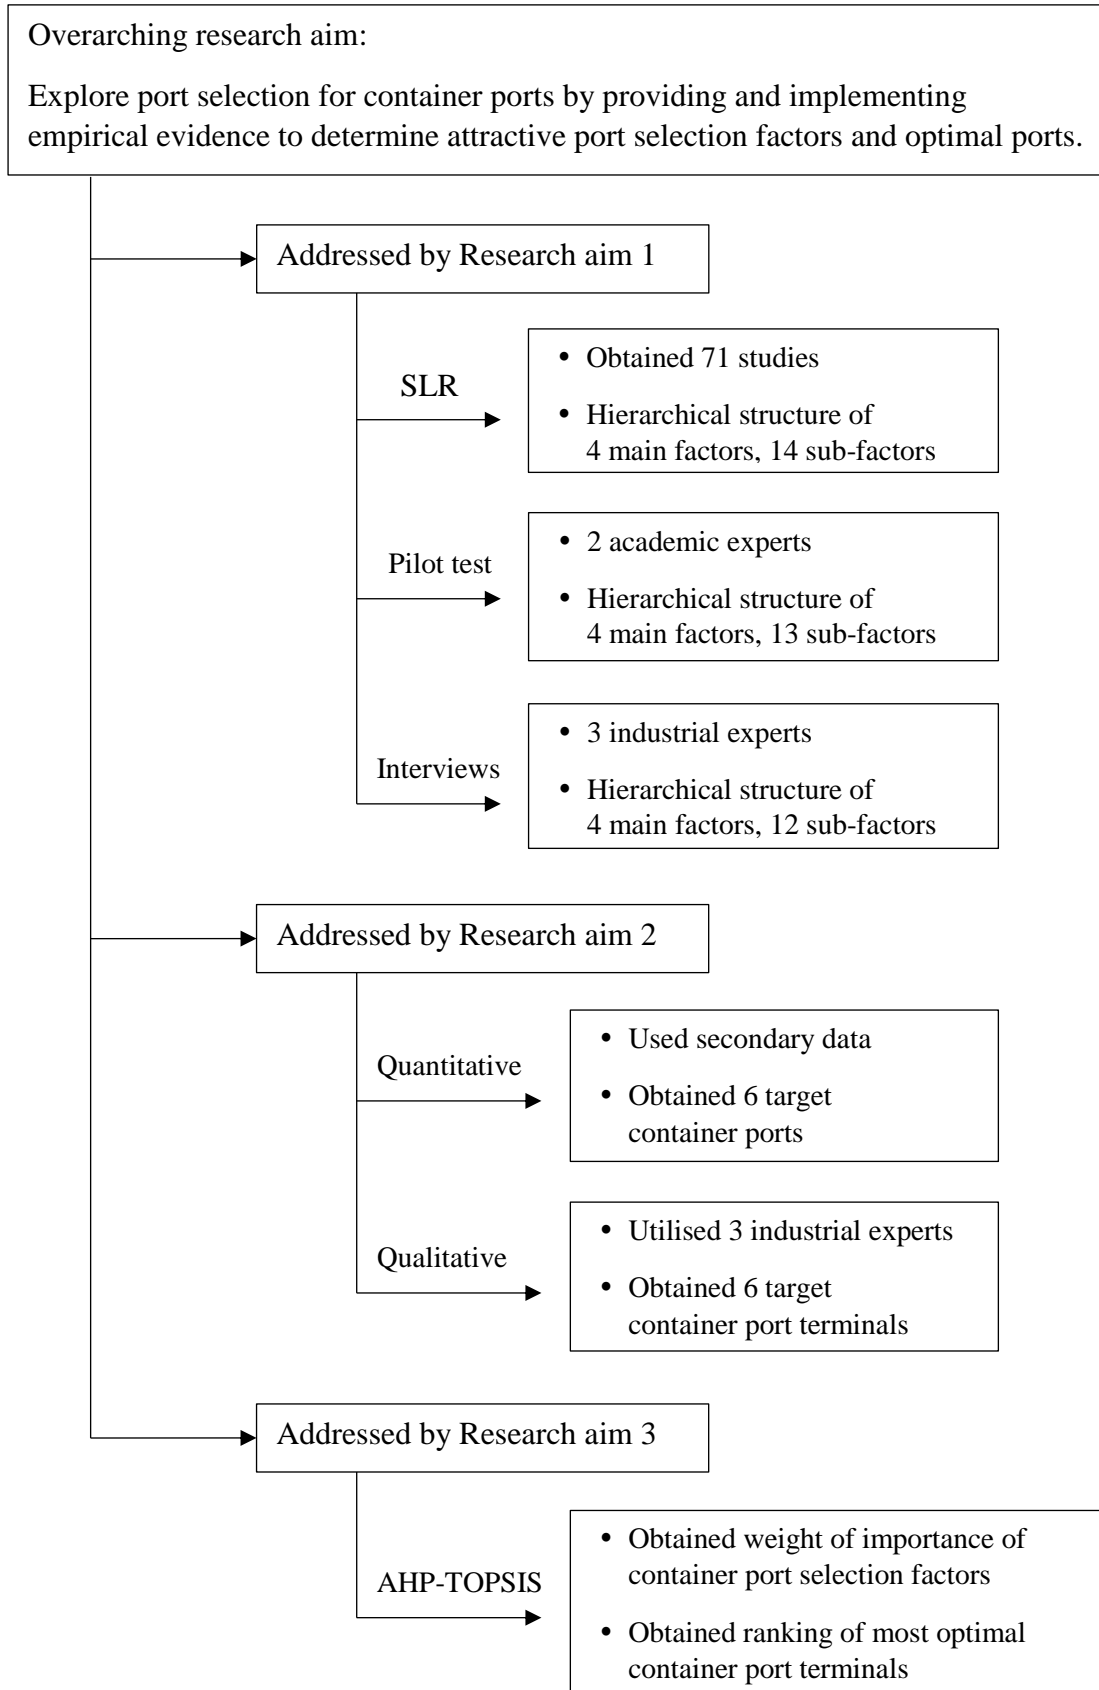 Overarching research aim:
Explore port selection for container ports by providing and implementing
empirical evidence to determine attractive port selection factors and optimal ports.
Addressed by Research aim 1
SLR
• Obtained 71 studies
• Hierarchical structure of
4 main factors, 14 sub-factors
Pilot test
• 2 academic experts
• Hierarchical structure of
4 main factors, 13 sub-factors
Interviews
• 3 industrial experts
• Hierarchical structure of
4 main factors, 12 sub-factors
Addressed by Research aim 2
Quantitative
• Used secondary data
• Obtained 6 target
container ports
Qualitative
• Utilised 3 industrial experts
• Obtained 6 target
container port terminals
Addressed by Research aim 3
AHP-TOPSIS
• Obtained weight of importance of
container port selection factors
• Obtained ranking of most optimal
container port terminals